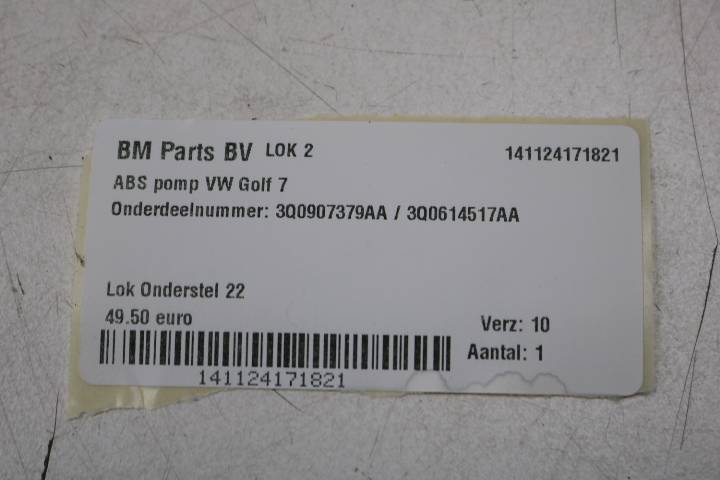 BM Parts BV LOK 2 141124171821
ABS pomp VW Golf 7
Onderdeelnummer: 3Q0907379AA / 3Q0614517AA
Lok Onderstel 22
49.50 euro
Verz: 10
Aantal: 1
141124171821